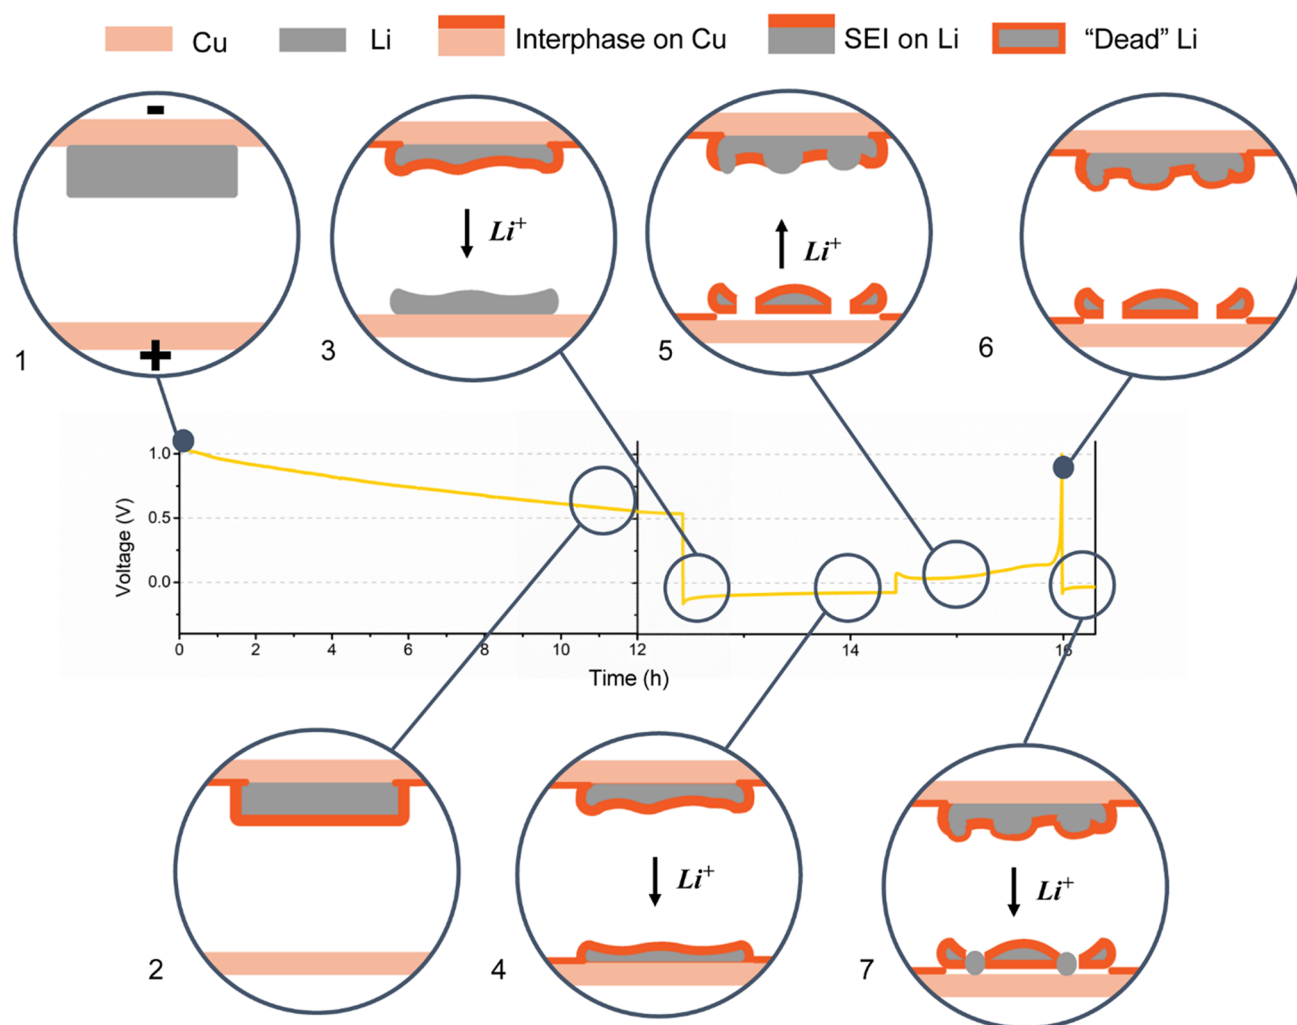 Cu
Li
Interphase on Cu
SEI on Li
“Dead” Li
-
+
1
3
Li⁺
5
Li⁺
6
Voltage (V)
1.0
0.5
0.0
0
2
4
6
8
10
12
14
16
Time (h)
2
4
Li⁺
7
Li⁺